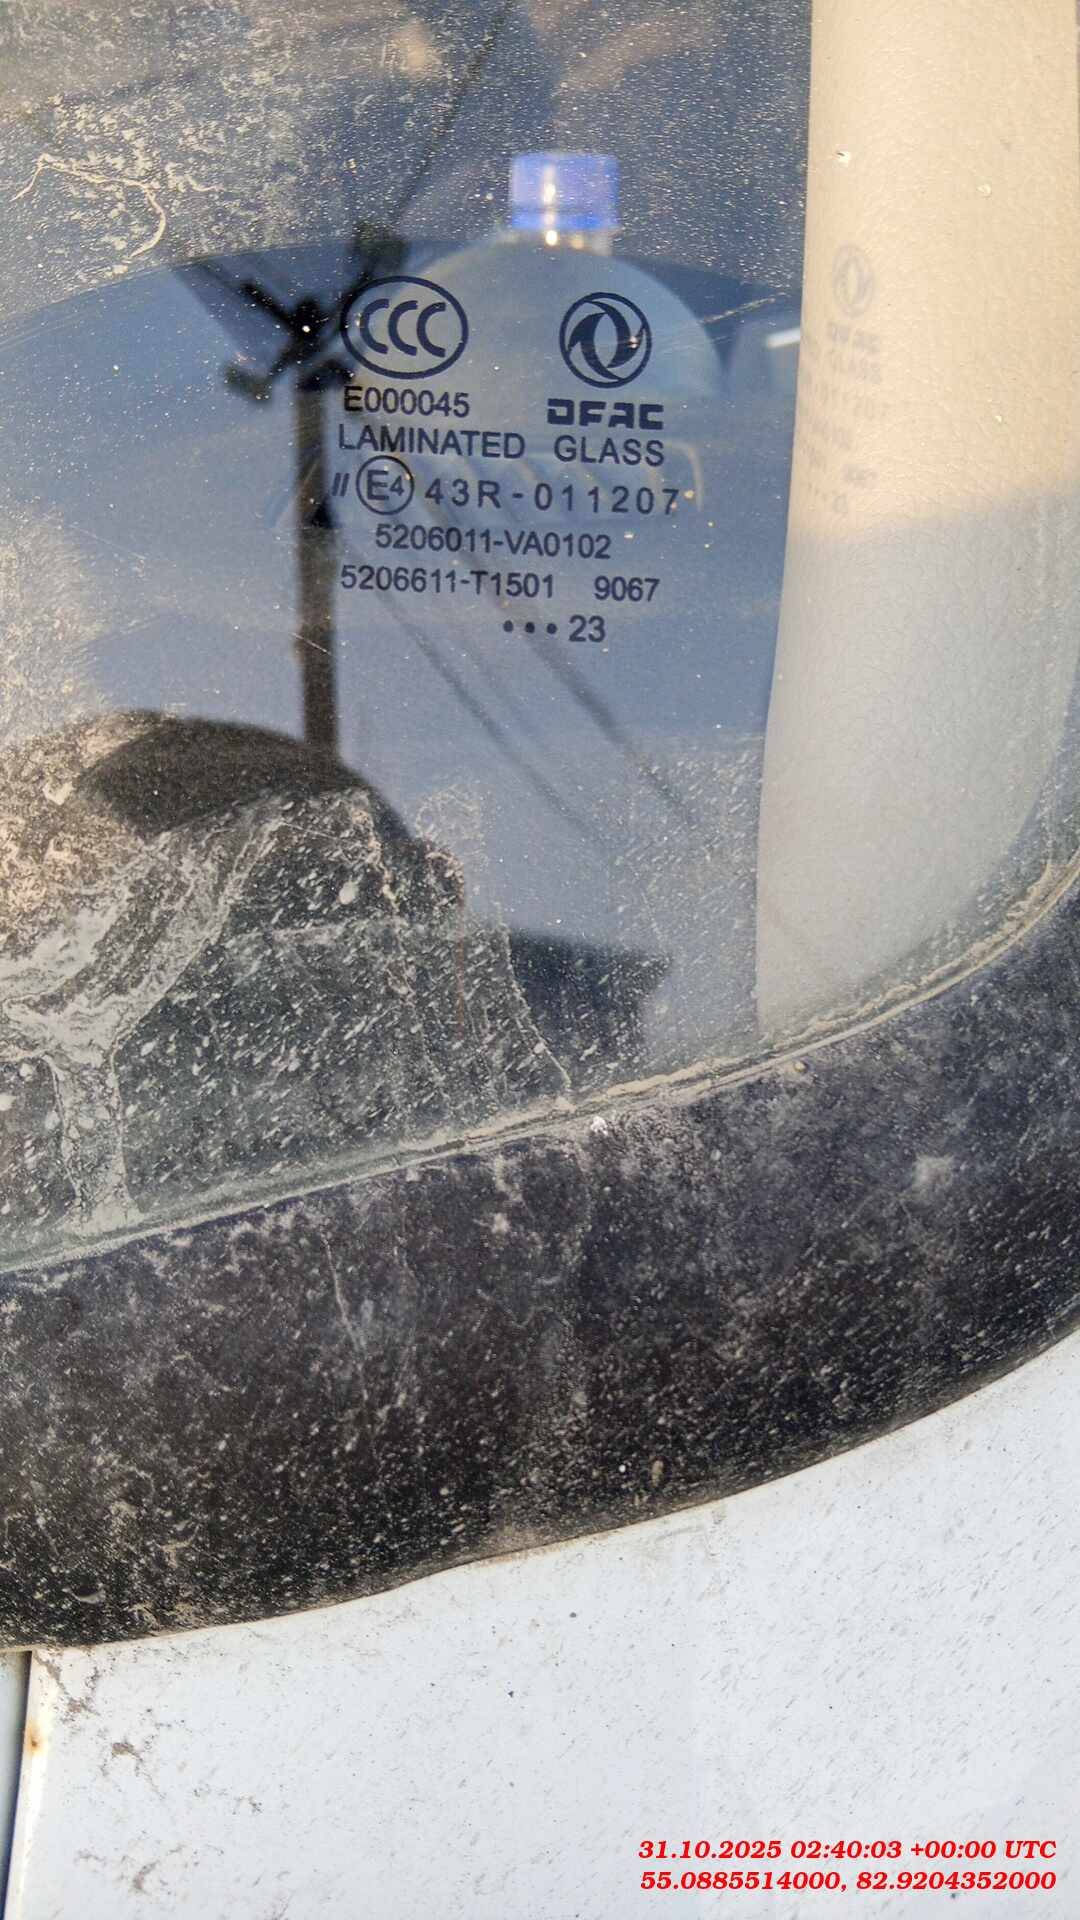 CCC
E000045 DFAC
LAMINATED GLASS
II E4 43R-011207
5206011-VA0102
5206611-T1501 9067
•••23
31.10.2025 02:40:03 +00:00 UTC
55.0885514000, 82.9204352000